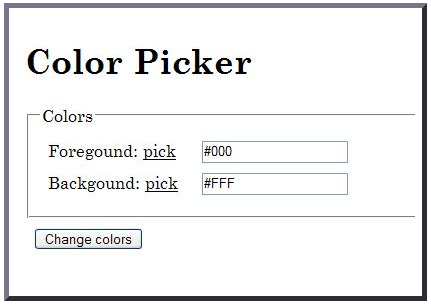 Color Picker
Colors
Foregound: pick #000
Backgound: pick #FFF
Change colors